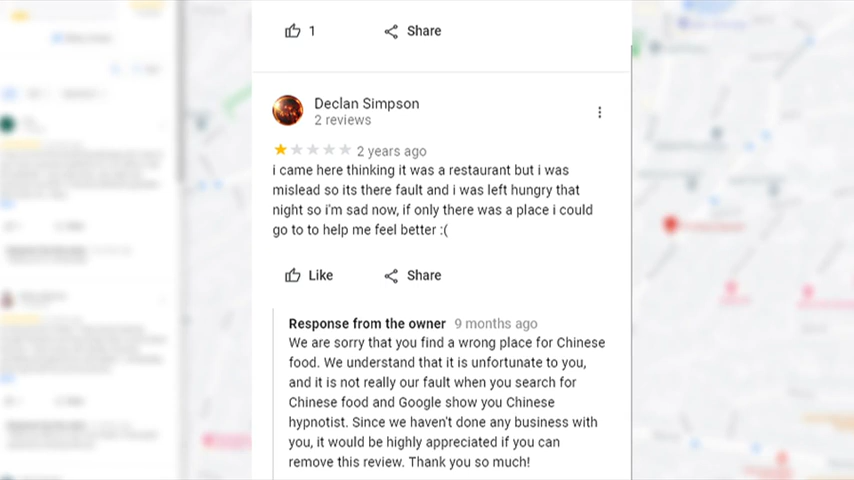 1 Share
Declan Simpson
2 reviews
2 years ago
i came here thinking it was a restaurant but i was
mislead so its there fault and i was left hungry that
night so i'm sad now, if only there was a place i could
go to to help me feel better :(
Like Share
Response from the owner 9 months ago
We are sorry that you find a wrong place for Chinese
food. We understand that it is unfortunate to you,
and it is not really our fault when you search for
Chinese food and Google show you Chinese
hypnotist. Since we haven't done any business with
you, it would be highly appreciated if you can
remove this review. Thank you so much!